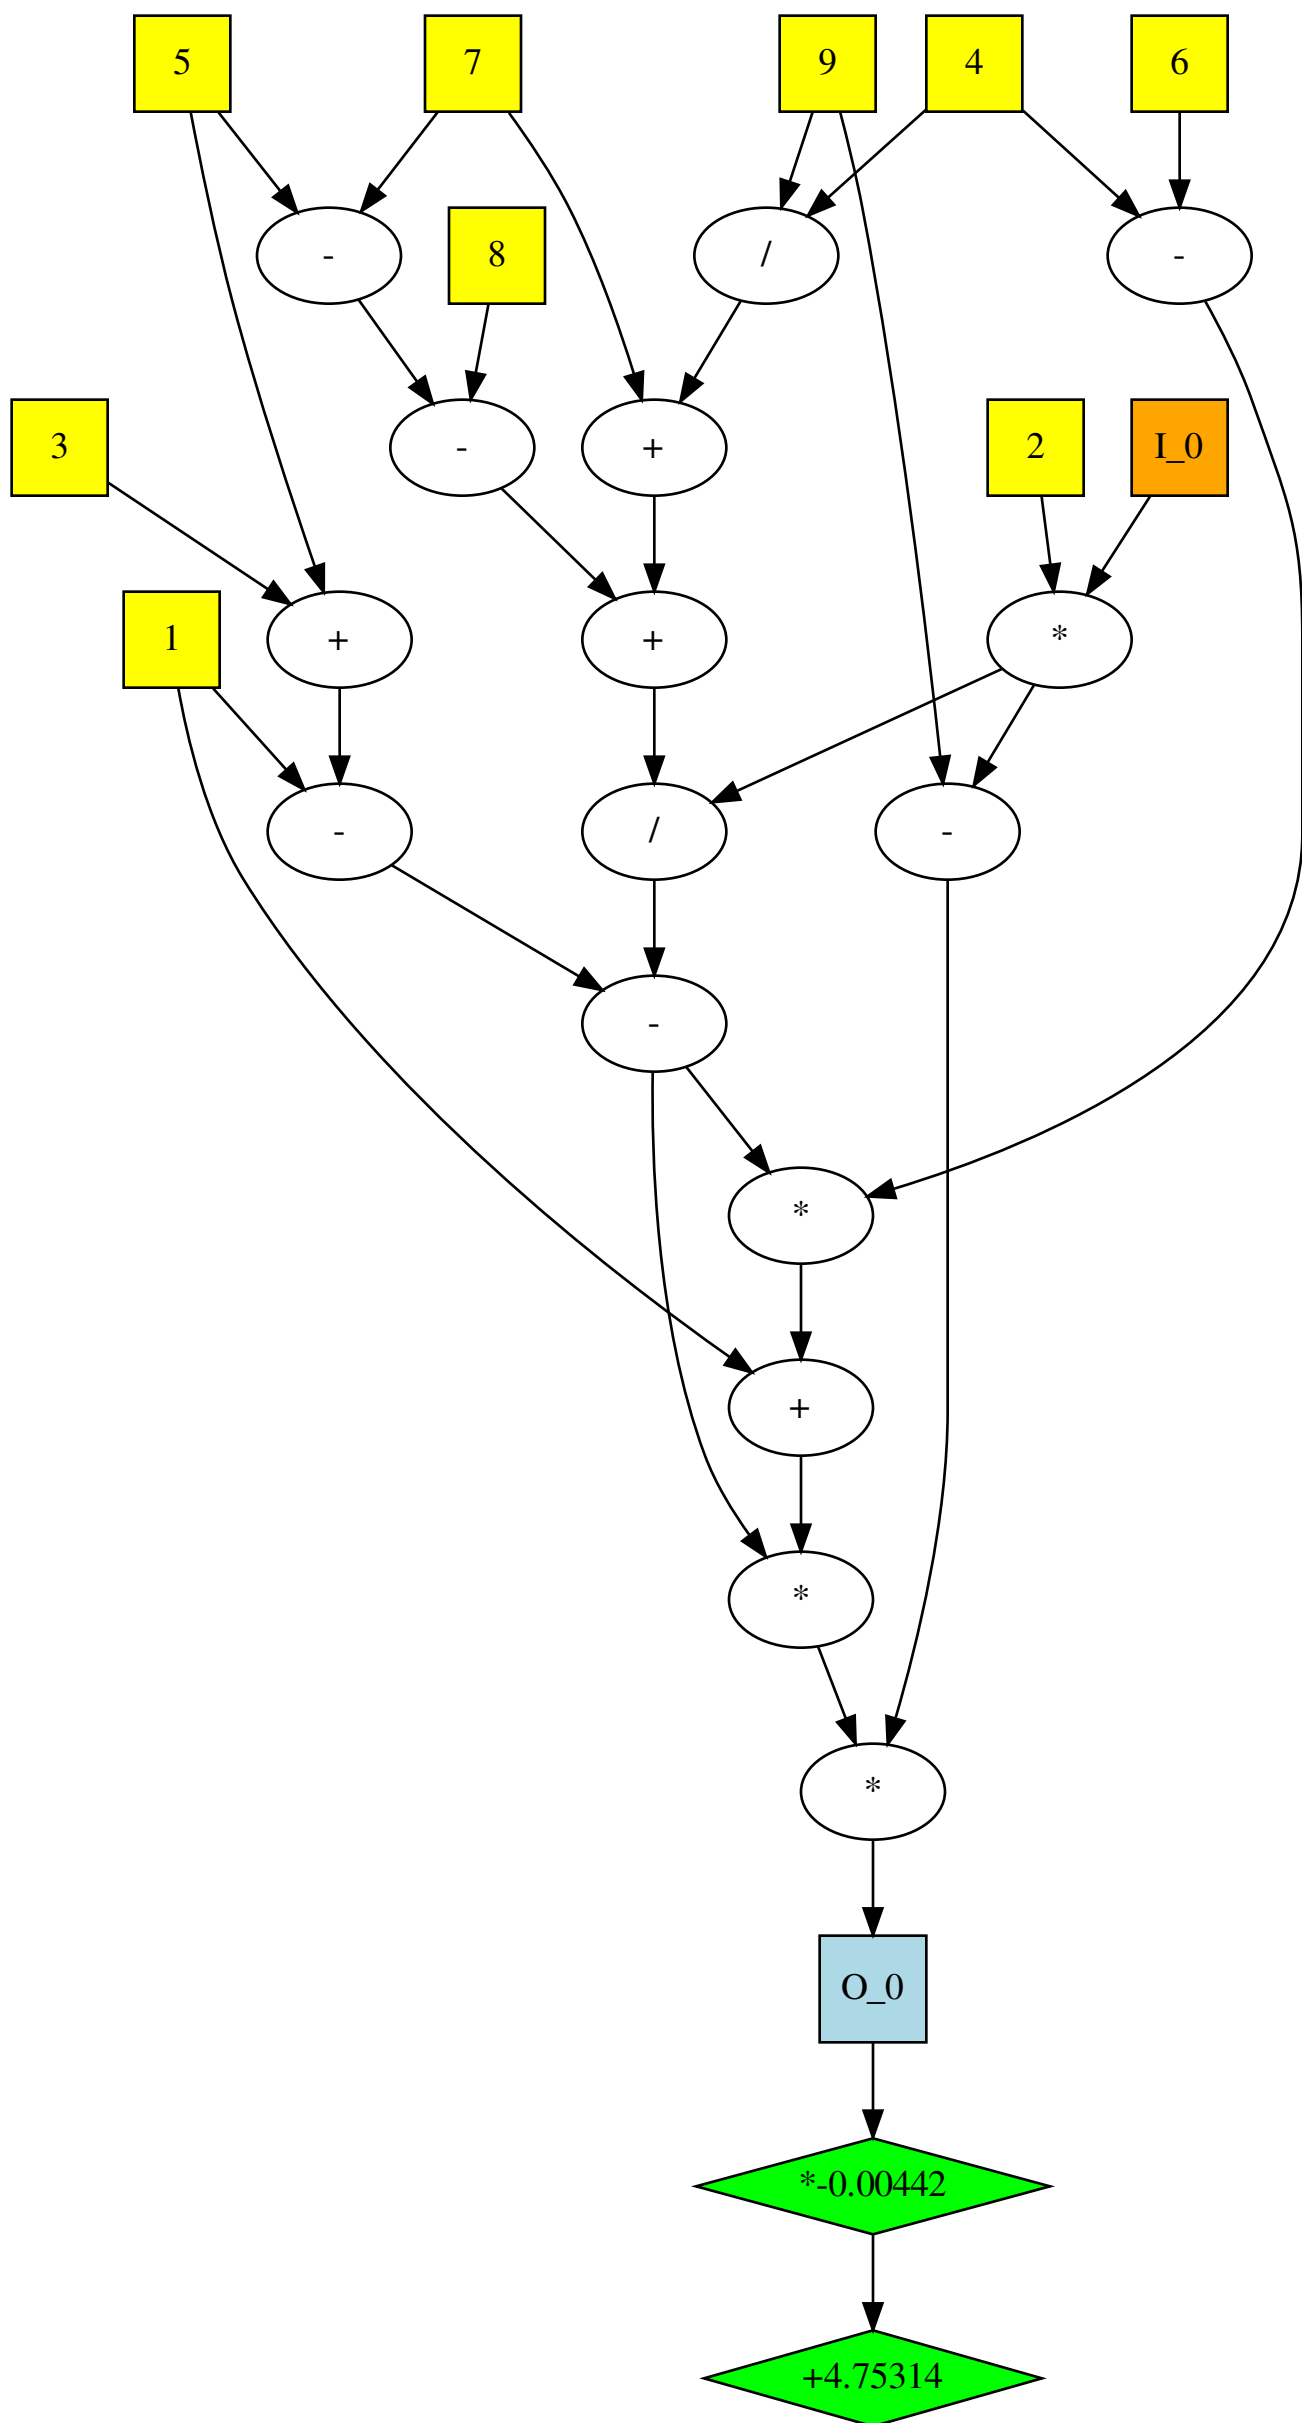 5 7 9 4 6
- 8 / -
3 - + 2 I_0
1 + + *
- / -
-
*
+
*
*
O_0
*-0.00442
+4.75314